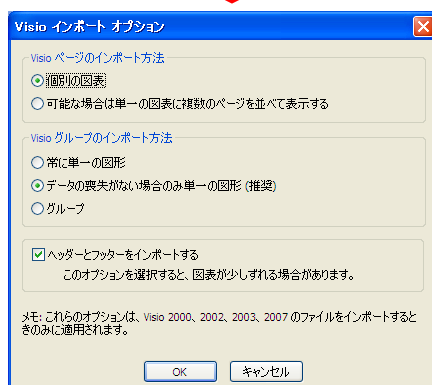 Visio インポート オプション
Visio ページのインポート方法
個別の図表
可能な場合は単一の図表に複数のページを並べて表示する
Visio グループのインポート方法
常に単一の図形
データの喪失がない場合のみ単一の図形 (推奨)
グループ
ヘッダーとフッターをインポートする
このオプションを選択すると、図表が少しずれる場合があります。
メモ: これらのオプションは、Visio 2000、2002、2003、2007 のファイルをインポートすると
きのみに適用されます。
OK キャンセル